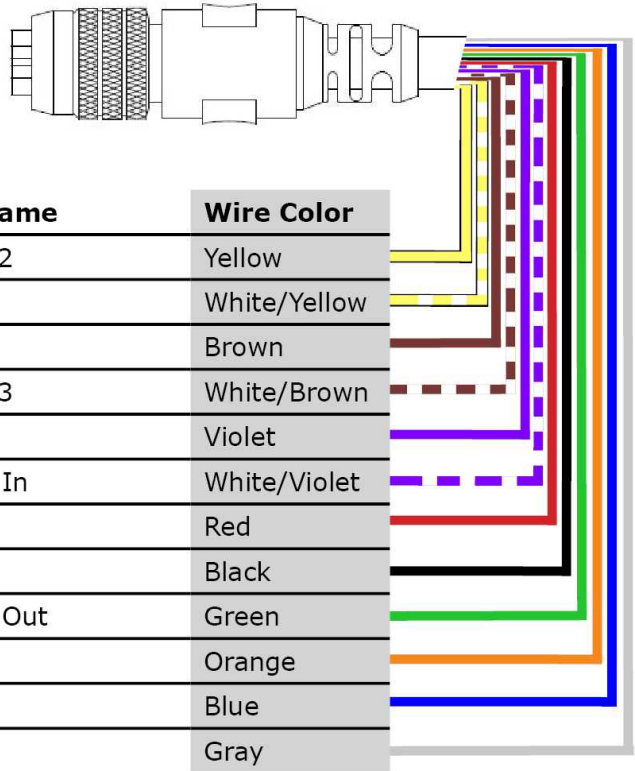 ame Wire Color
2 Yellow
White/Yellow
Brown
3 White/Brown
Violet
In White/Violet
Red
Black
Out Green
Orange
Blue
Gray